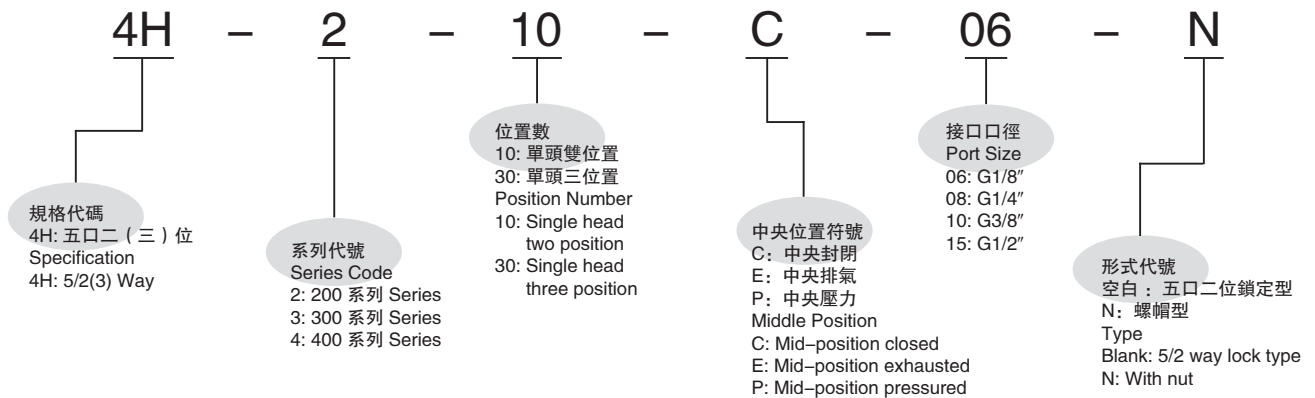 4H – 2 – 10 – C – 06 – N
規格代碼
4H: 五口二（三）位
Specification
4H: 5/2(3) Way
系列代號
Series Code
2: 200 系列 Series
3: 300 系列 Series
4: 400 系列 Series
位置數
10: 單頭雙位置
30: 單頭三位置
Position Number
10: Single head
two position
30: Single head
three position
中央位置符號
C：中央封閉
E：中央排氣
P：中央壓力
Middle Position
C: Mid–position closed
E: Mid–position exhausted
P: Mid–position pressured
接口口徑
Port Size
06: G1/8″
08: G1/4″
10: G3/8″
15: G1/2″
形式代號
空白：五口二位鎖定型
N：螺帽型
Type
Blank: 5/2 way lock type
N: With nut